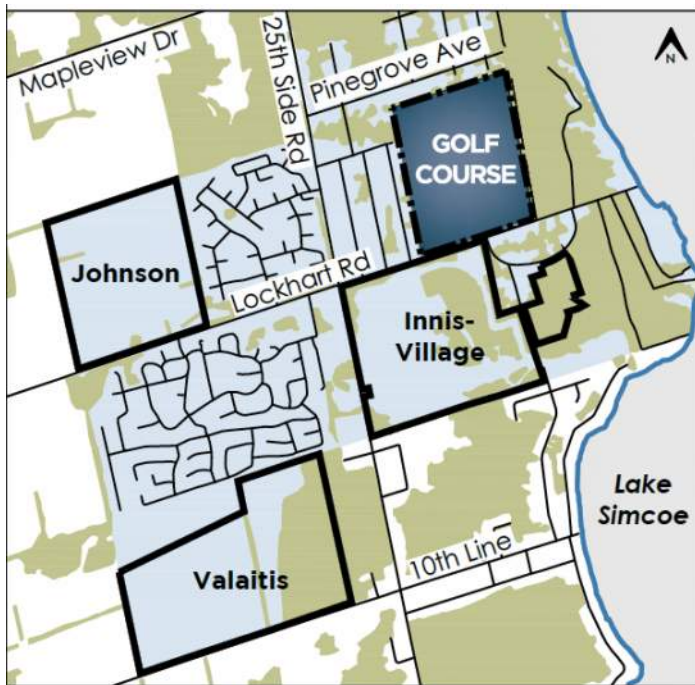 Mapleview Dr
25th Side Rd
Pinegrove Ave
N
GOLF
COURSE
Johnson
Lockhart Rd
Innis-
Village
Lake
Simcoe
10th Line
Valaitis